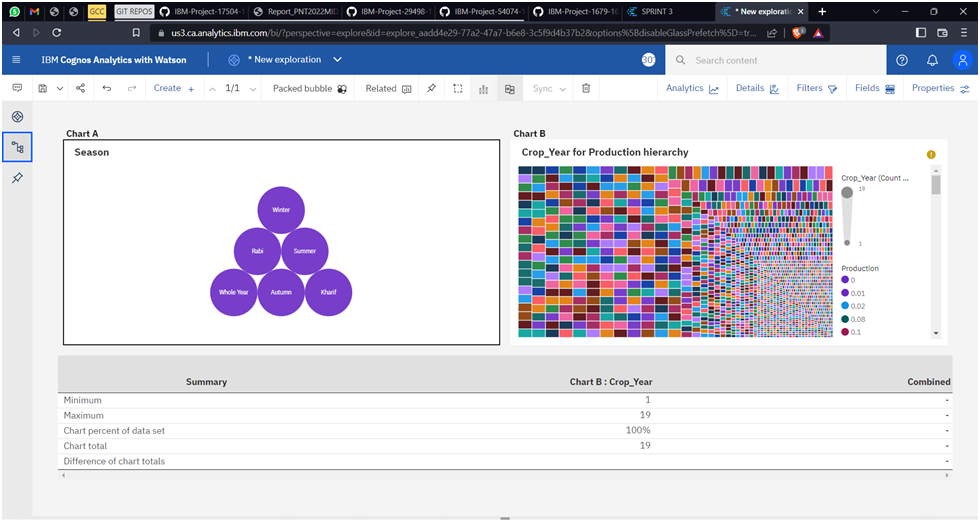 GCC
GIT REPOS
IBM-Project-17504-1
Report_PNT2022MID
IBM-Project-29498-1
IBM-Project-54074-1
IBM-Project-1679-16
SPRINT 3
* New exploratio
us3.ca.analytics.ibm.com/bi/?perspective=explore&id=explore_aadd4e29-77a2-47a7-b6e8-3c5f9d4b37b2&options%5BdisableGlassPrefetch%5D=tr...
IBM Cognos Analytics with Watson
* New exploration
30
Search content
Create +
1/1
Packed bubble
Related
Sync
Analytics
Details
Filters
Fields
Properties
Chart A
Season
Winter
Rabi
Summer
Whole Year
Autumn
Kharif
Chart B
Crop_Year for Production hierarchy
Crop_Year (Count ...
19
1
Production
0
0.01
0.02
0.08
0.1
Summary Chart B : Crop_Year Combined
Minimum 1 -
Maximum 19 -
Chart percent of data set 100% -
Chart total 19 -
Difference of chart totals -